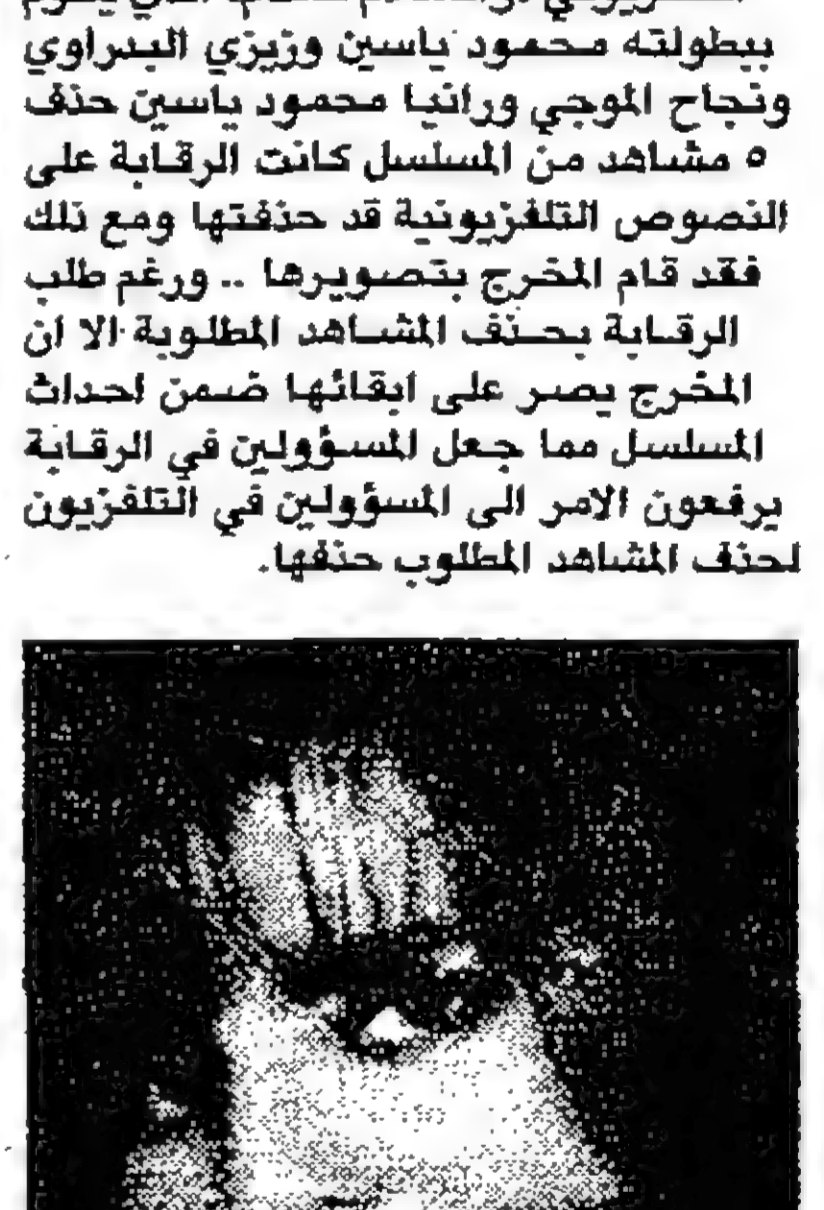 يقوم
ببطولته محمود ياسين وزيزي البدراوي
ونجاح الموجي ورانيا محمود ياسين حذف
٥ مشاهد من المسلسل كانت الرقابة على
النصوص التلفزيونية قد حذفتها ومع ذلك
فقد قام المخرج بتصويرها .. ورغم طلب
الرقابة بحذف المشاهد المطلوبة الا ان
المخرج يصر على ابقائها ضمن احداث
المسلسل مما جعل المسؤولين في الرقابة
يرفعون الامر الى المسؤولين في التلفزيون
لحذف المشاهد المطلوب حذفها.